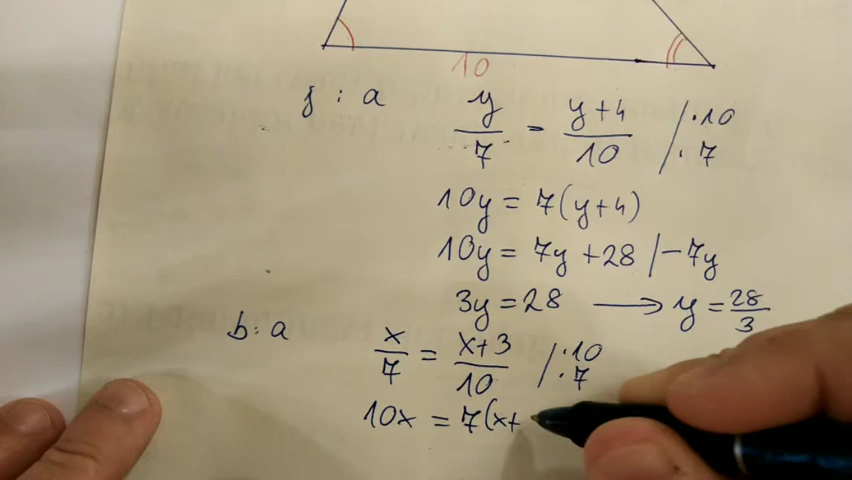 10
y/7 = y+4/10 /·10 ·7
10y = 7(y+4)
10y = 7y + 28 /-7y
3y = 28 → y = 28/3
b: a
x/7 = x+3/10 /·10 ·7
10x = 7(x+